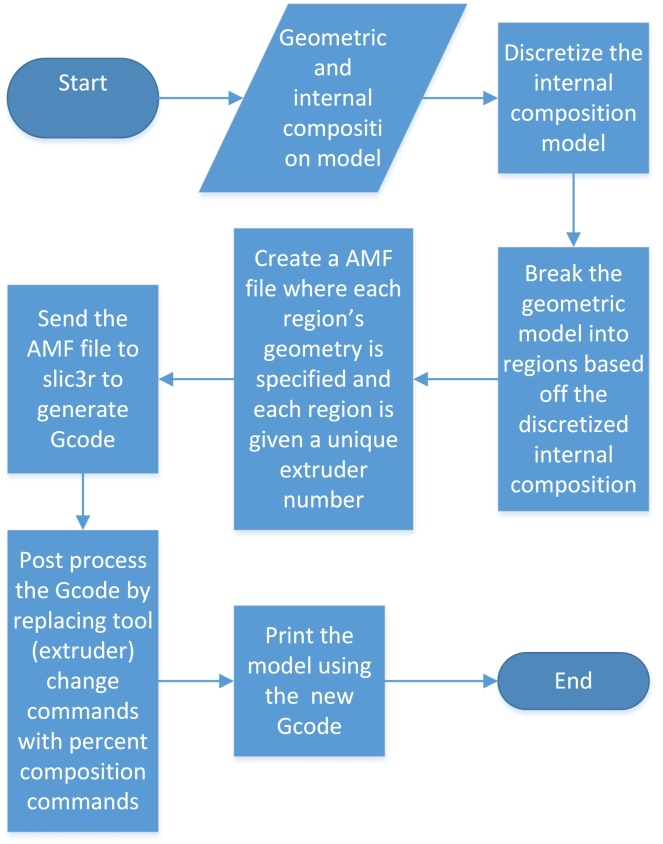 Start
Geometric
and
internal
compositi
on model
Discretize the
internal
composition
model
Break the
geometric
model into
regions based
off the
discretized
internal
composition
Create a AMF
file where each
region's
geometry is
specified and
each region is
given a unique
extruder
number
Send the
AMF file to
slic3r to
generate
Gcode
Post process
the Gcode by
replacing tool
(extruder)
change
commands
with percent
composition
commands
Print the
model using
the new
Gcode
End